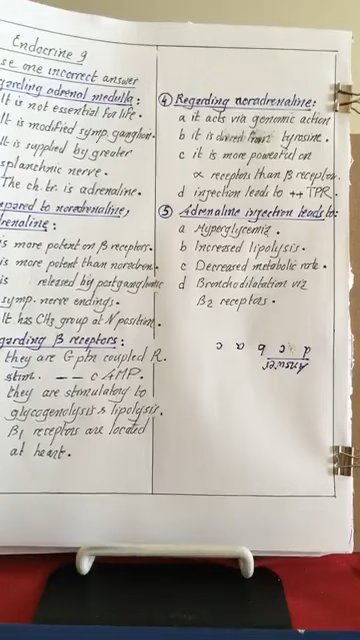 Endocrine 9
se one incorrect answer
garding adrenal medulla:
It is not essential for life.
It is modified symp. ganglion.
It is supplied by greater
splanchnic nerve.
The ch. br. is adrenaline.
pared to noradrenaline,
renaline:
is more potent on β receptors.
is more potent than noradren.
is released by postganglionic
symp. nerve endings.
It has CH3 group at N position.
garding β receptors:
they are G ptn coupled R.
stim. — c AMP.
they are stimulatory to
glycogenolysis & lipolysis.
β1 receptors are located
at heart.
④ Regarding noradrenaline:
a it acts via genomic action
b it is derived from tyrosine.
c it is more powerful on
∝ receptors than β receptor.
d injection leads to ++ TPR.
⑤ Adrenaline injection leads to:
a Hyperglycemia.
b Increased lipolysis.
c Decreased metabolic rate.
d Bronchodilatation via
β2 receptors.
Answer
d c b a c